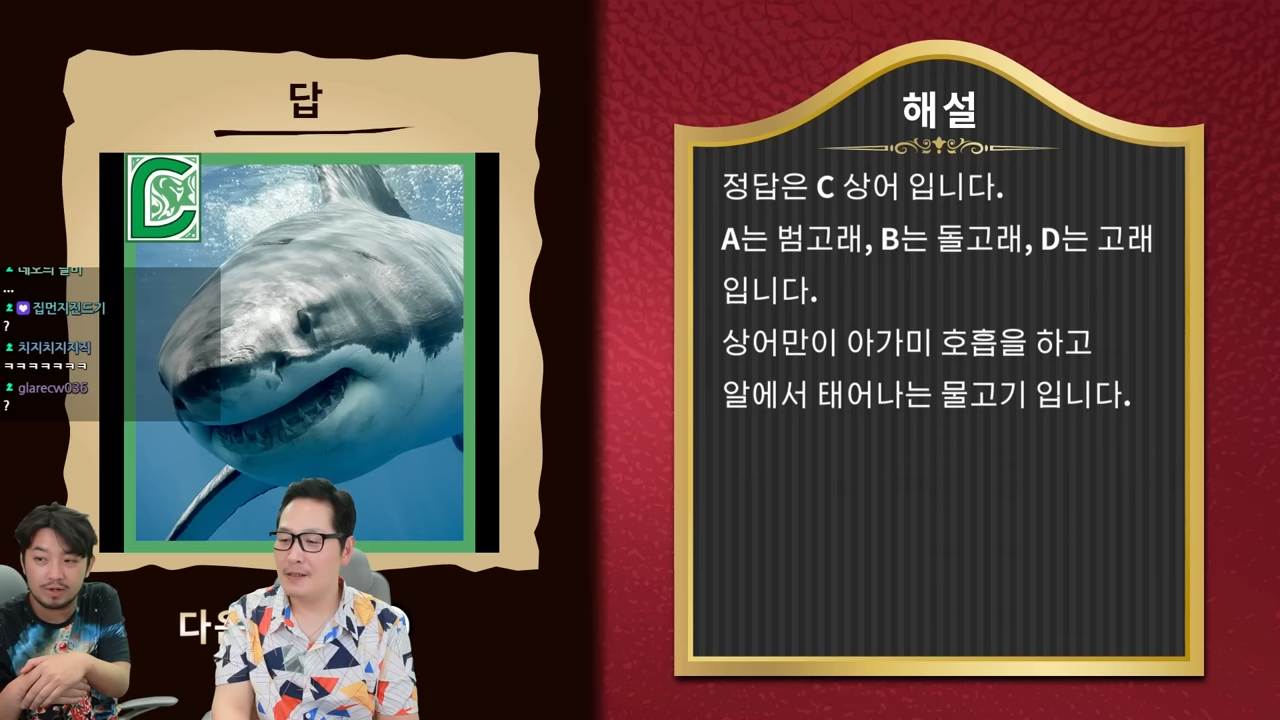 답
C
집먼지진드기
?
치지치지지직
ㅋㅋㅋㅋㅋㅋㅋ
glarecw036
?
해설
정답은 C 상어 입니다.
A는 범고래, B는 돌고래, D는 고래
입니다.
상어만이 아가미 호흡을 하고
알에서 태어나는 물고기 입니다.